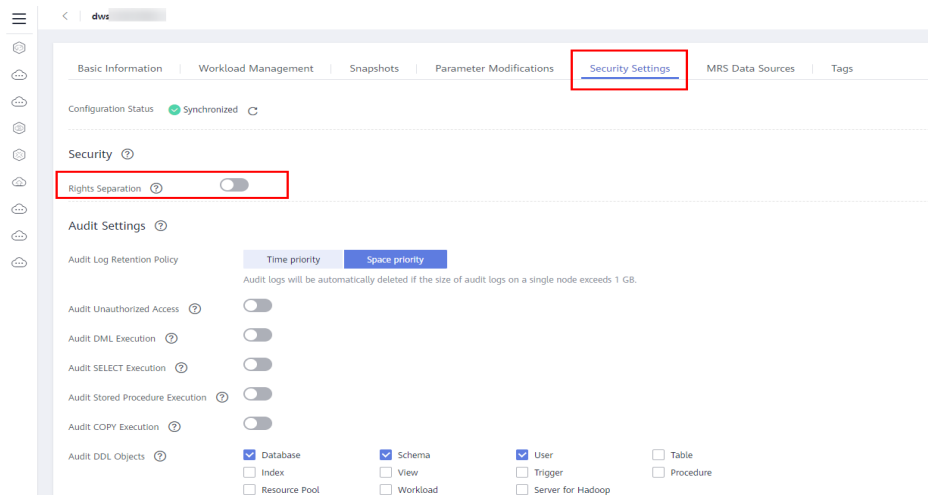 dws
Basic Information Workload Management Snapshots Parameter Modifications Security Settings MRS Data Sources Tags
Configuration Status Synchronized
Security ?
Rights Separation ?
Audit Settings ?
Audit Log Retention Policy Time priority Space priority
Audit logs will be automatically deleted if the size of audit logs on a single node exceeds 1 GB.
Audit Unauthorized Access ?
Audit DML Execution ?
Audit SELECT Execution ?
Audit Stored Procedure Execution ?
Audit COPY Execution ?
Audit DDL Objects ? Database Schema User Table
Index View Trigger Procedure
Resource Pool Workload Server for Hadoop